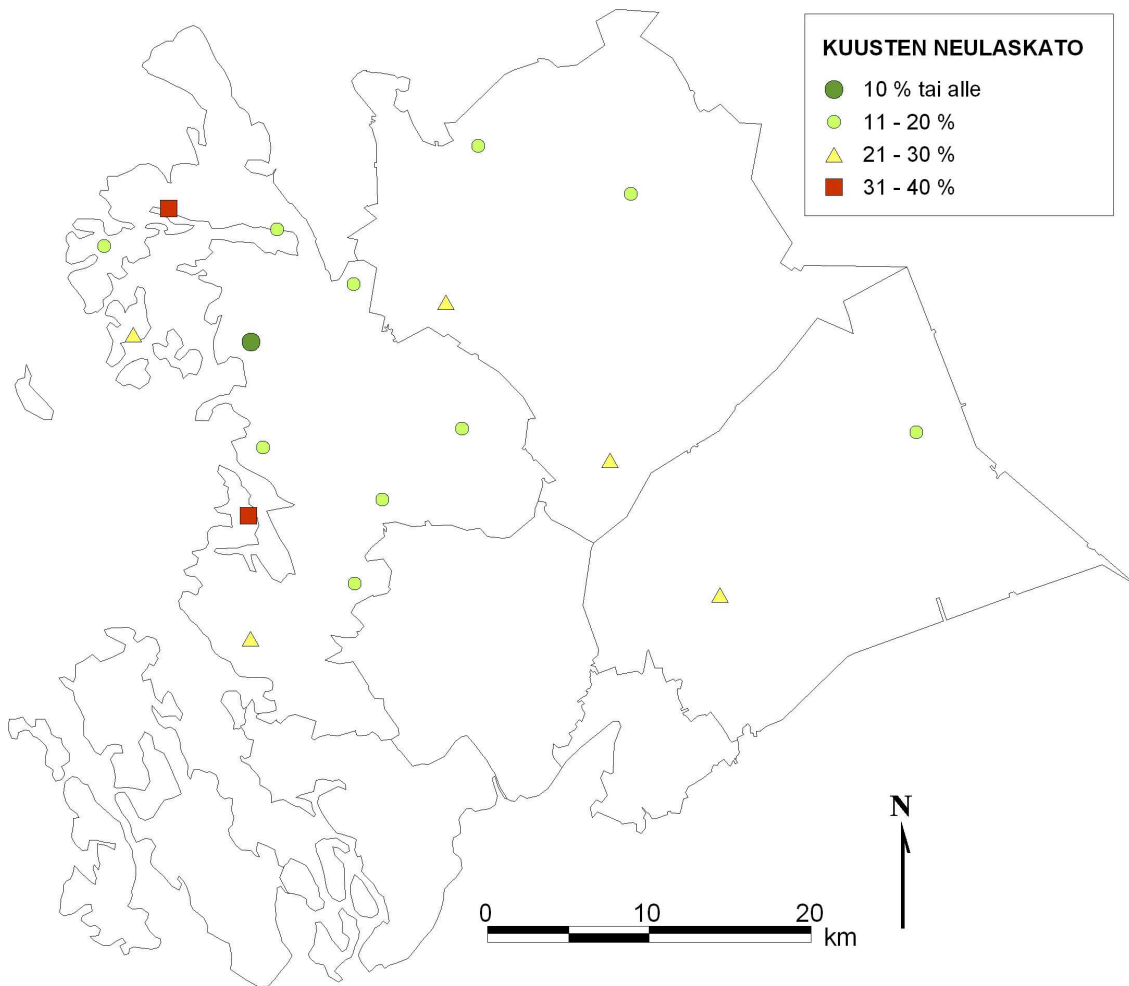 KUUSTEN NEULASKATO
10 % tai alle
11 - 20 %
21 - 30 %
31 - 40 %
N
0 10 20
km